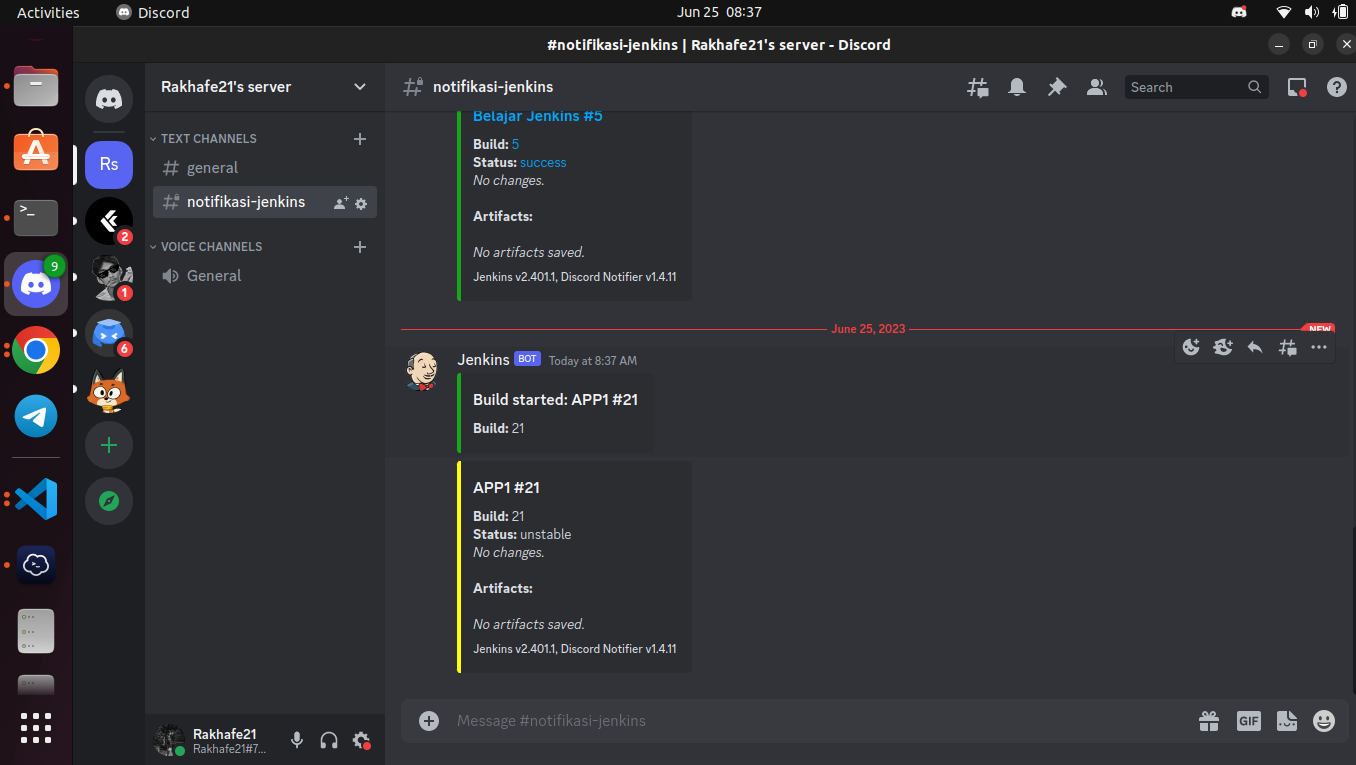 Activities
Discord
Jun 25 08:37
#notifikasi-jenkins | Rakhafe21's server - Discord
Rakhafe21's server
notifikasi-jenkins
Search
TEXT CHANNELS
general
notifikasi-jenkins
VOICE CHANNELS
General
9
Rs
2
1
6
Belajar Jenkins #5
Build: 5
Status: success
No changes.
Artifacts:
No artifacts saved.
Jenkins v2.401.1, Discord Notifier v1.4.11
June 25, 2023
NEW
Jenkins BOT Today at 8:37 AM
Build started: APP1 #21
Build: 21
APP1 #21
Build: 21
Status: unstable
No changes.
Artifacts:
No artifacts saved.
Jenkins v2.401.1, Discord Notifier v1.4.11
Message #notifikasi-jenkins
GIF
Rakhafe21
Rakhafe21#7...